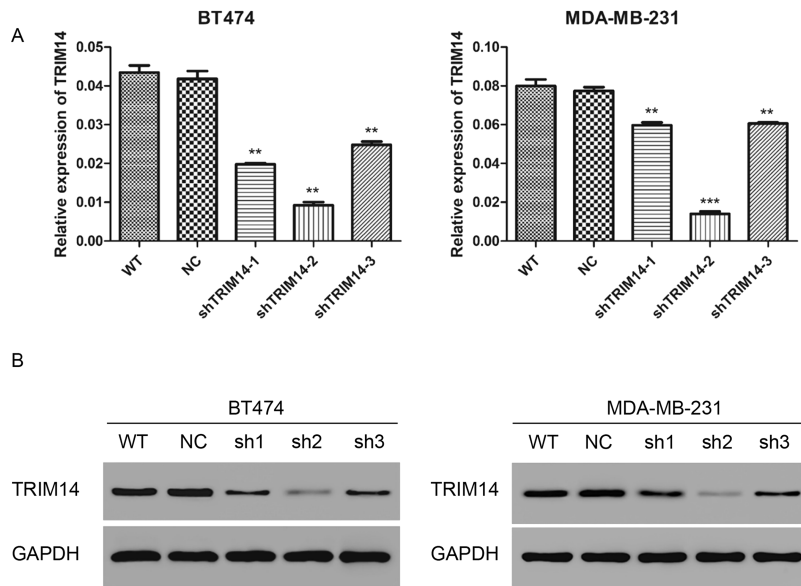 A
BT474
MDA-MB-231
Relative expression of TRIM14
0.05
0.04
0.03
0.02
0.01
0.00
**
**
**
WT
NC
shTRIM14-1
shTRIM14-2
shTRIM14-3
Relative expression of TRIM14
0.10
0.08
0.06
0.04
0.02
0.00
**
***
**
WT
NC
shTRIM14-1
shTRIM14-2
shTRIM14-3
B
BT474
WT NC sh1 sh2 sh3
TRIM14
GAPDH
MDA-MB-231
WT NC sh1 sh2 sh3
TRIM14
GAPDH